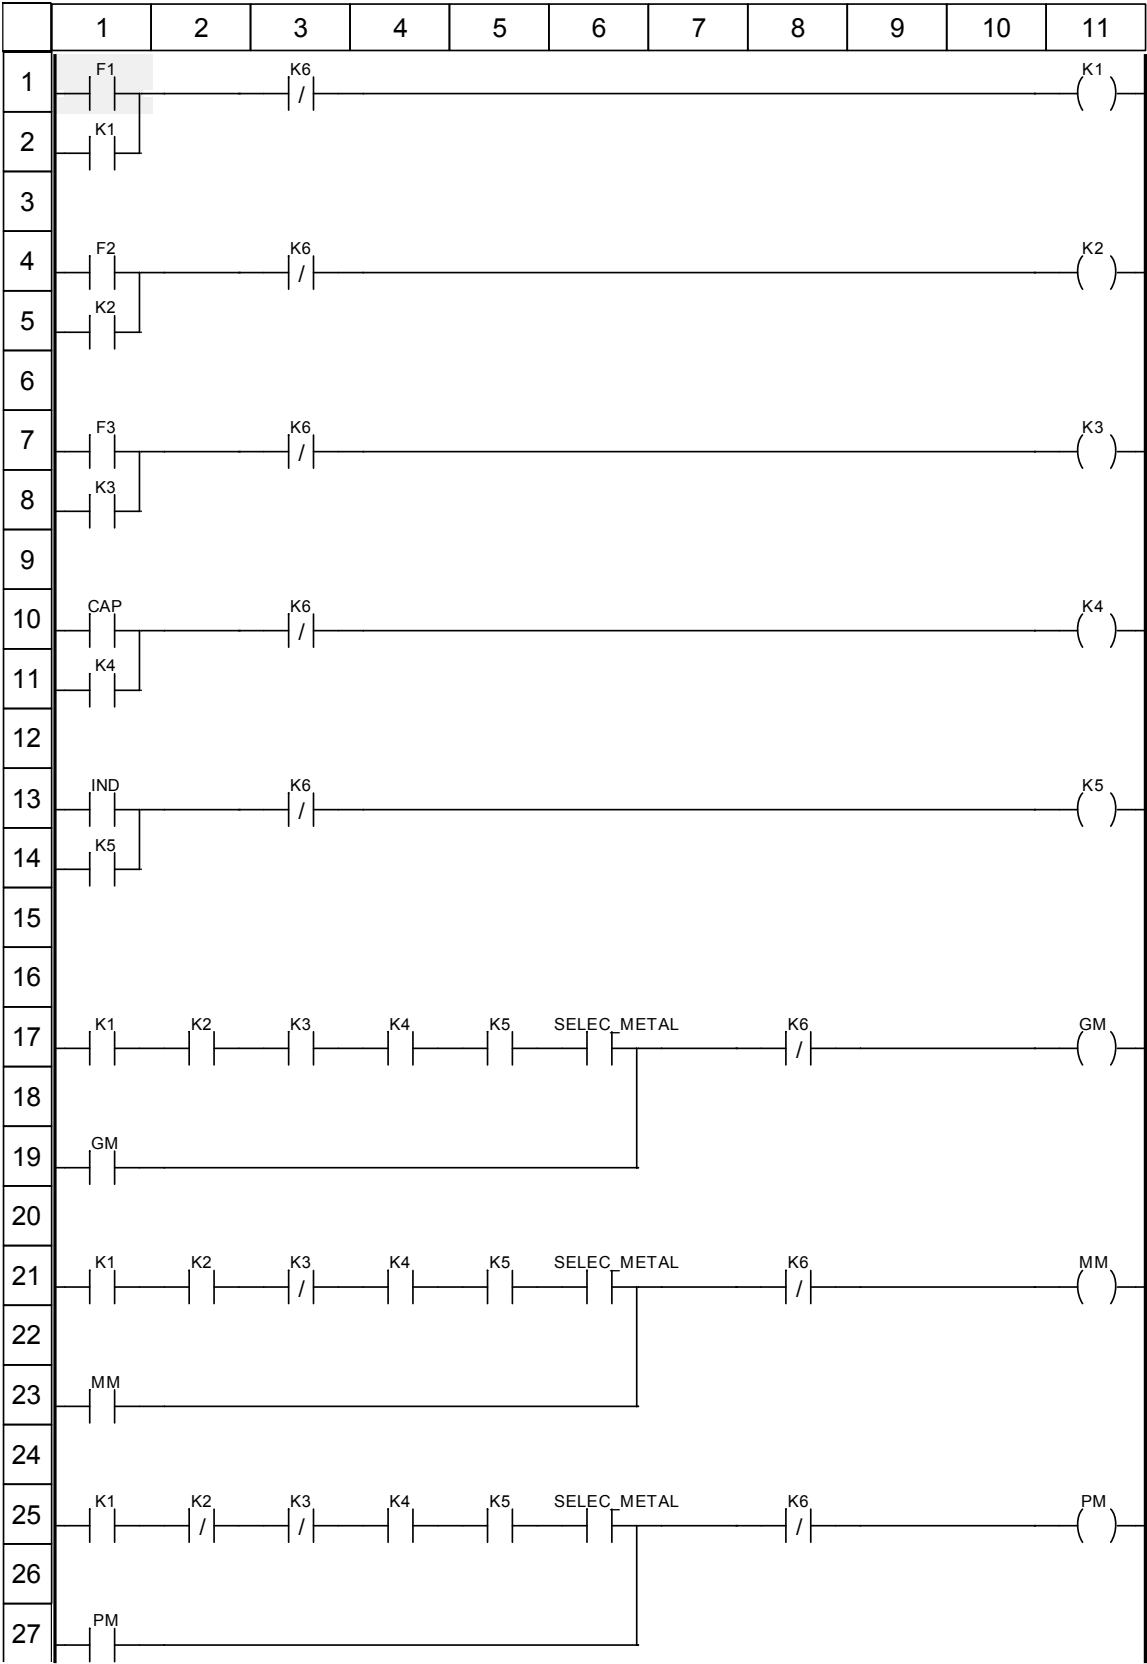 1 2 3 4 5 6 7 8 9 10 11
1
F1 K6 / K1
( )
2
K1
3
4
F2 K6 / K2
( )
5
K2
6
7
F3 K6 / K3
( )
8
K3
9
10
CAP K6 / K4
( )
11
K4
12
13
IND K6 / K5
( )
14
K5
15
16
17
K1 K2 K3 K4 K5 SELEC_METAL K6 / GM
( )
18
19
GM
20
21
K1 K2 K3 / K4 K5 SELEC_METAL K6 / MM
( )
22
23
MM
24
25
K1 K2 / K3 / K4 K5 SELEC_METAL K6 / PM
( )
26
27
PM